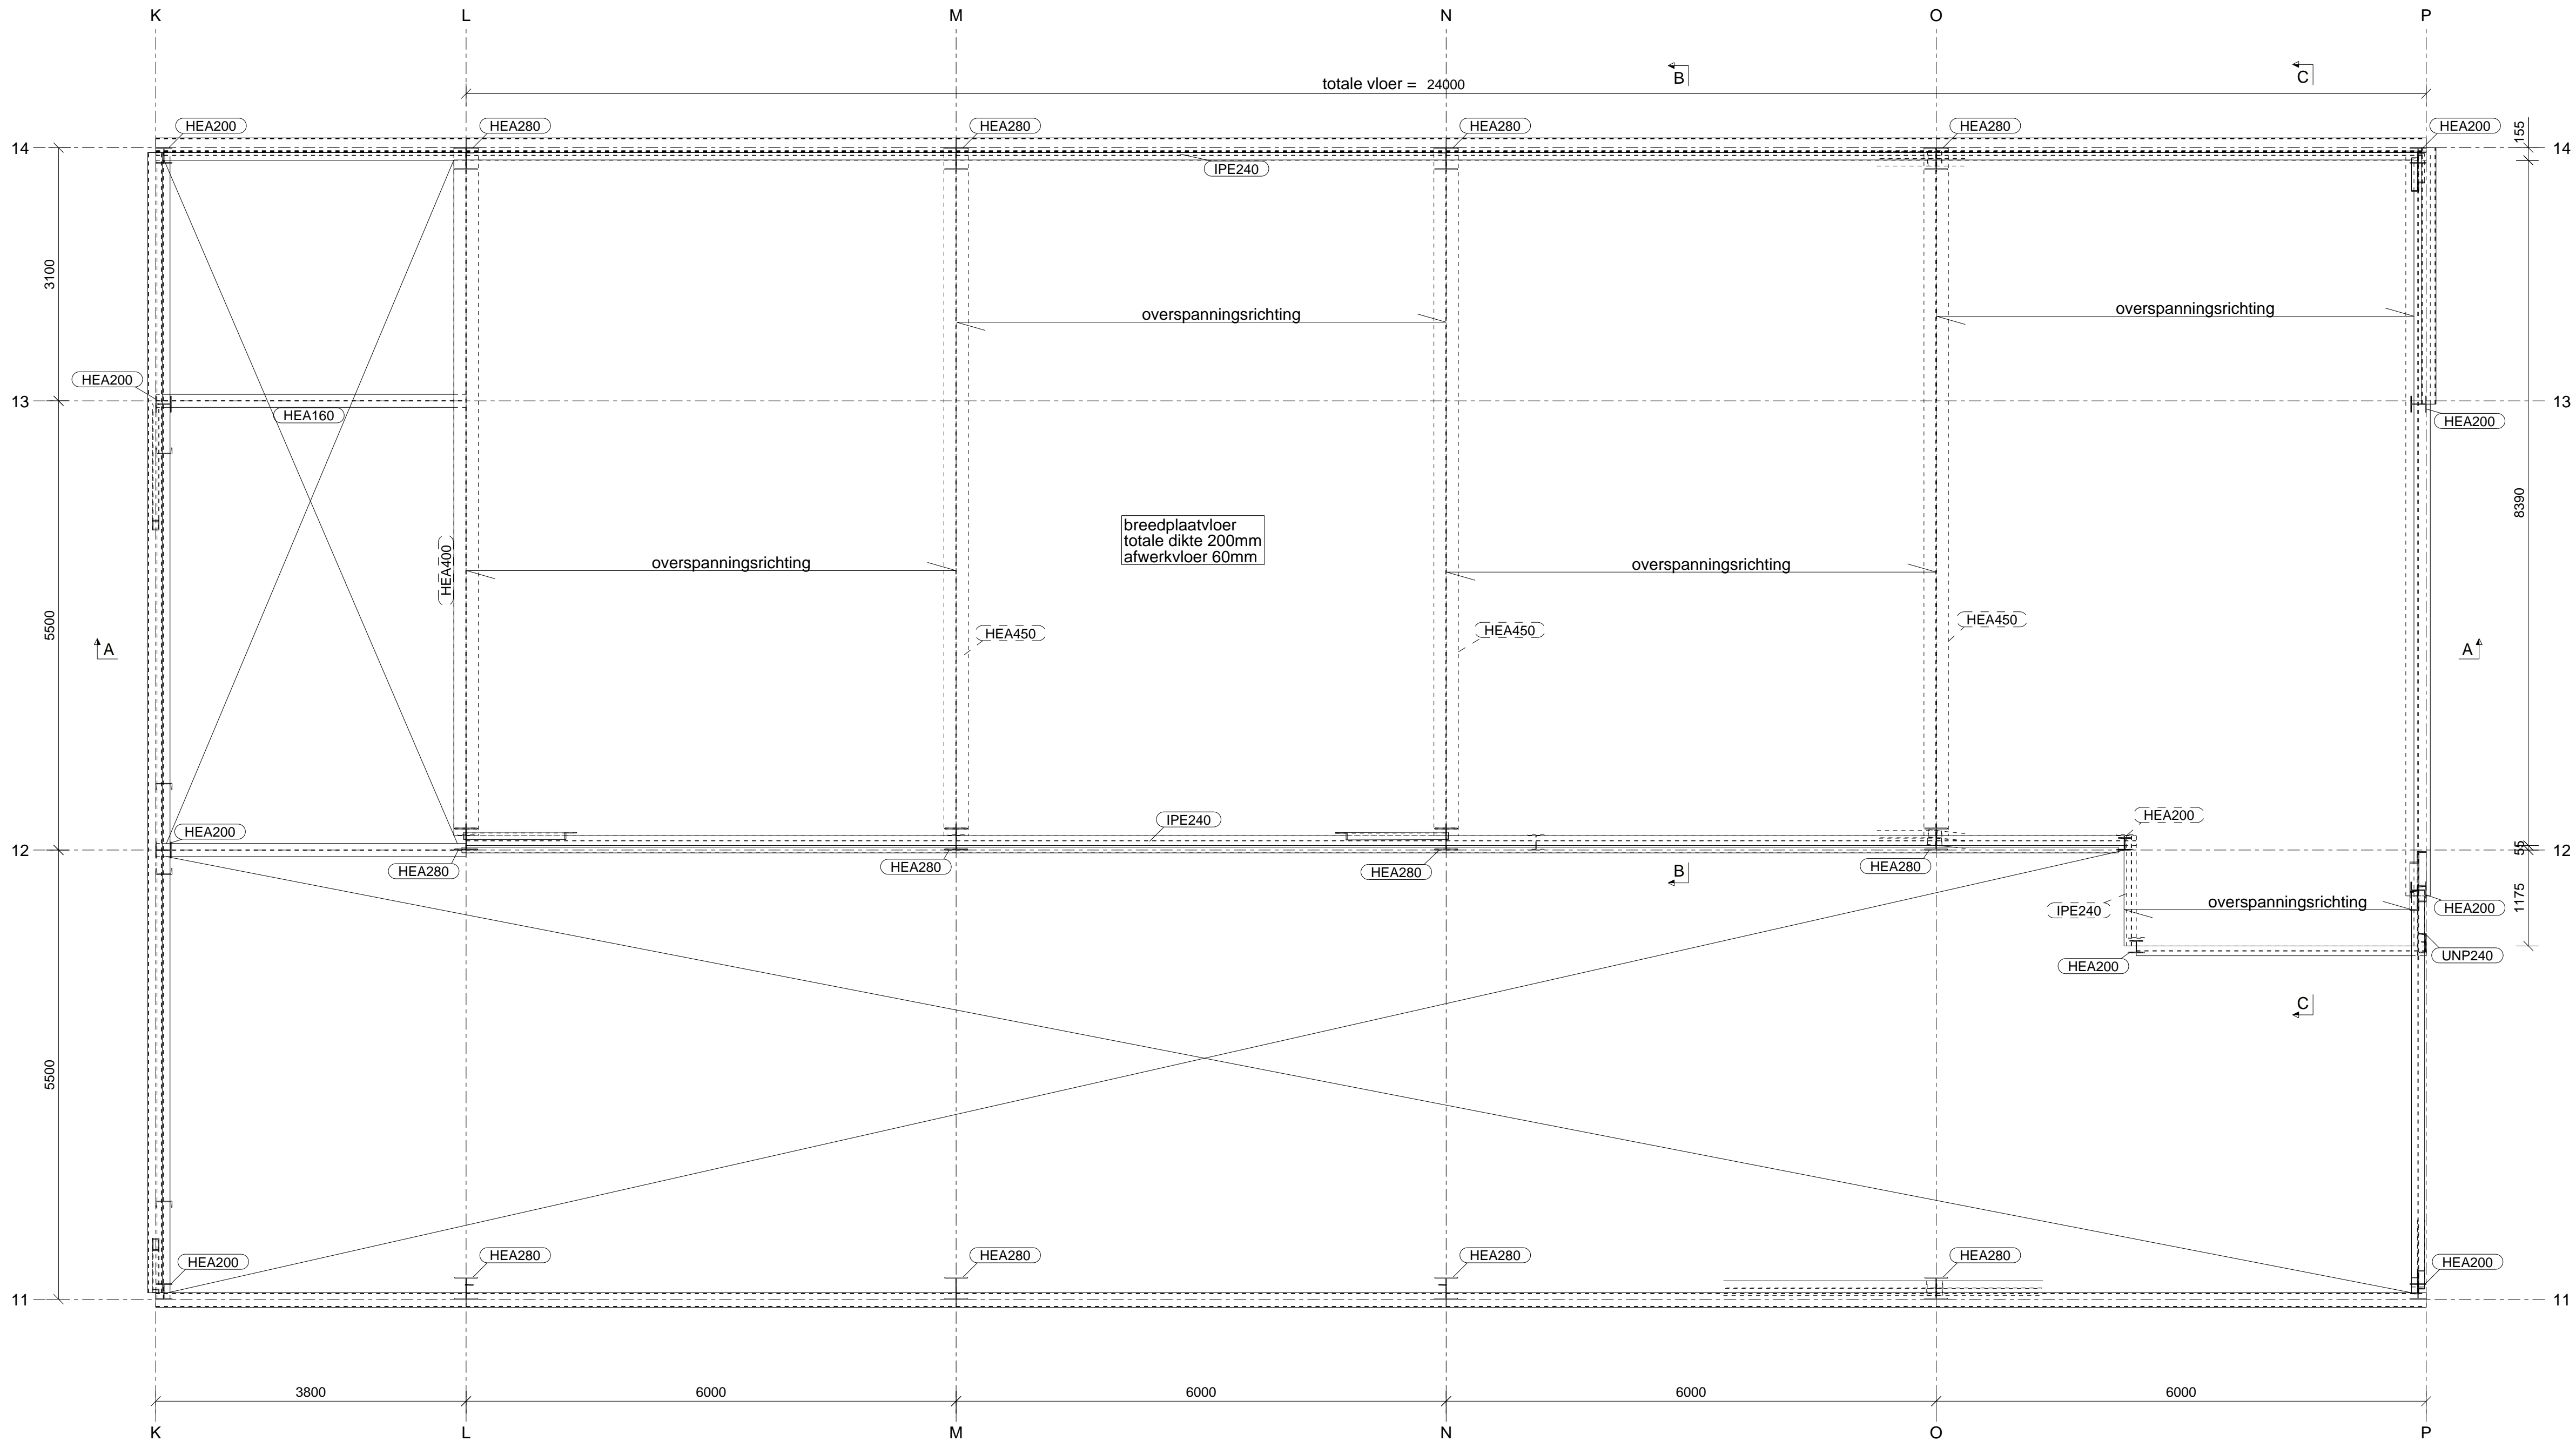 K
L
M
N
O
P
B
C
totale vloer = 24000
HEA200
HEA280
HEA280
HEA280
HEA280
HEA200
155
14
14
IPE240
3100
overspanningsrichting
overspanningsrichting
HEA200
13
13
HEA160
HEA200
8390
breedplaatvloer
totale dikte 200mm
afwerkvloer 60mm
HEA400
overspanningsrichting
overspanningsrichting
5500
HEA450
HEA450
HEA450
A
A
HEA200
IPE240
HEA200
12
12
55
HEA280
HEA280
HEA280
HEA280
B
1175
IPE240
overspanningsrichting
HEA200
HEA200
UNP240
C
5500
HEA200
HEA280
HEA280
HEA280
HEA280
HEA200
11
11
3800
6000
6000
6000
6000
K
L
M
N
O
P